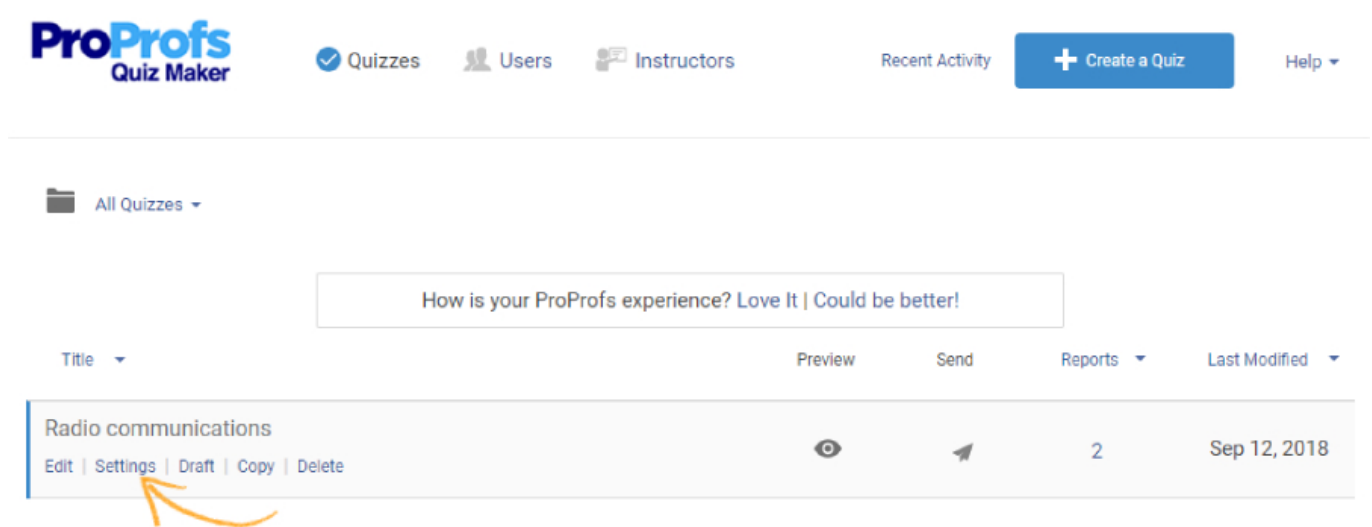 ProProfs
Quiz Maker
Quizzes Users Instructors Recent Activity Create a Quiz Help
All Quizzes
How is your ProProfs experience? Love It | Could be better!
Title Preview Send Reports Last Modified
Radio communications
Edit | Settings | Draft | Copy | Delete
2 Sep 12, 2018